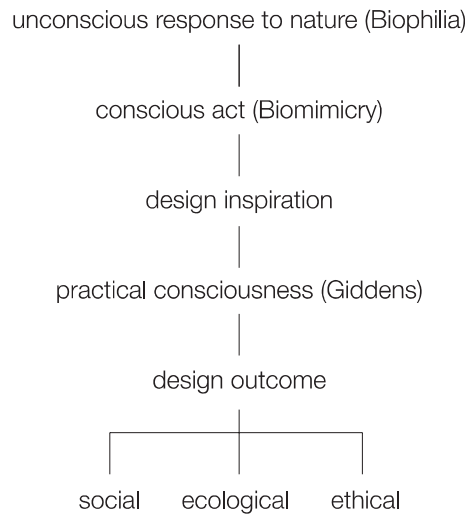 unconscious response to nature (Biophilia)
conscious act (Biomimicry)
design inspiration
practical consciousness (Giddens)
design outcome
social ecological ethical